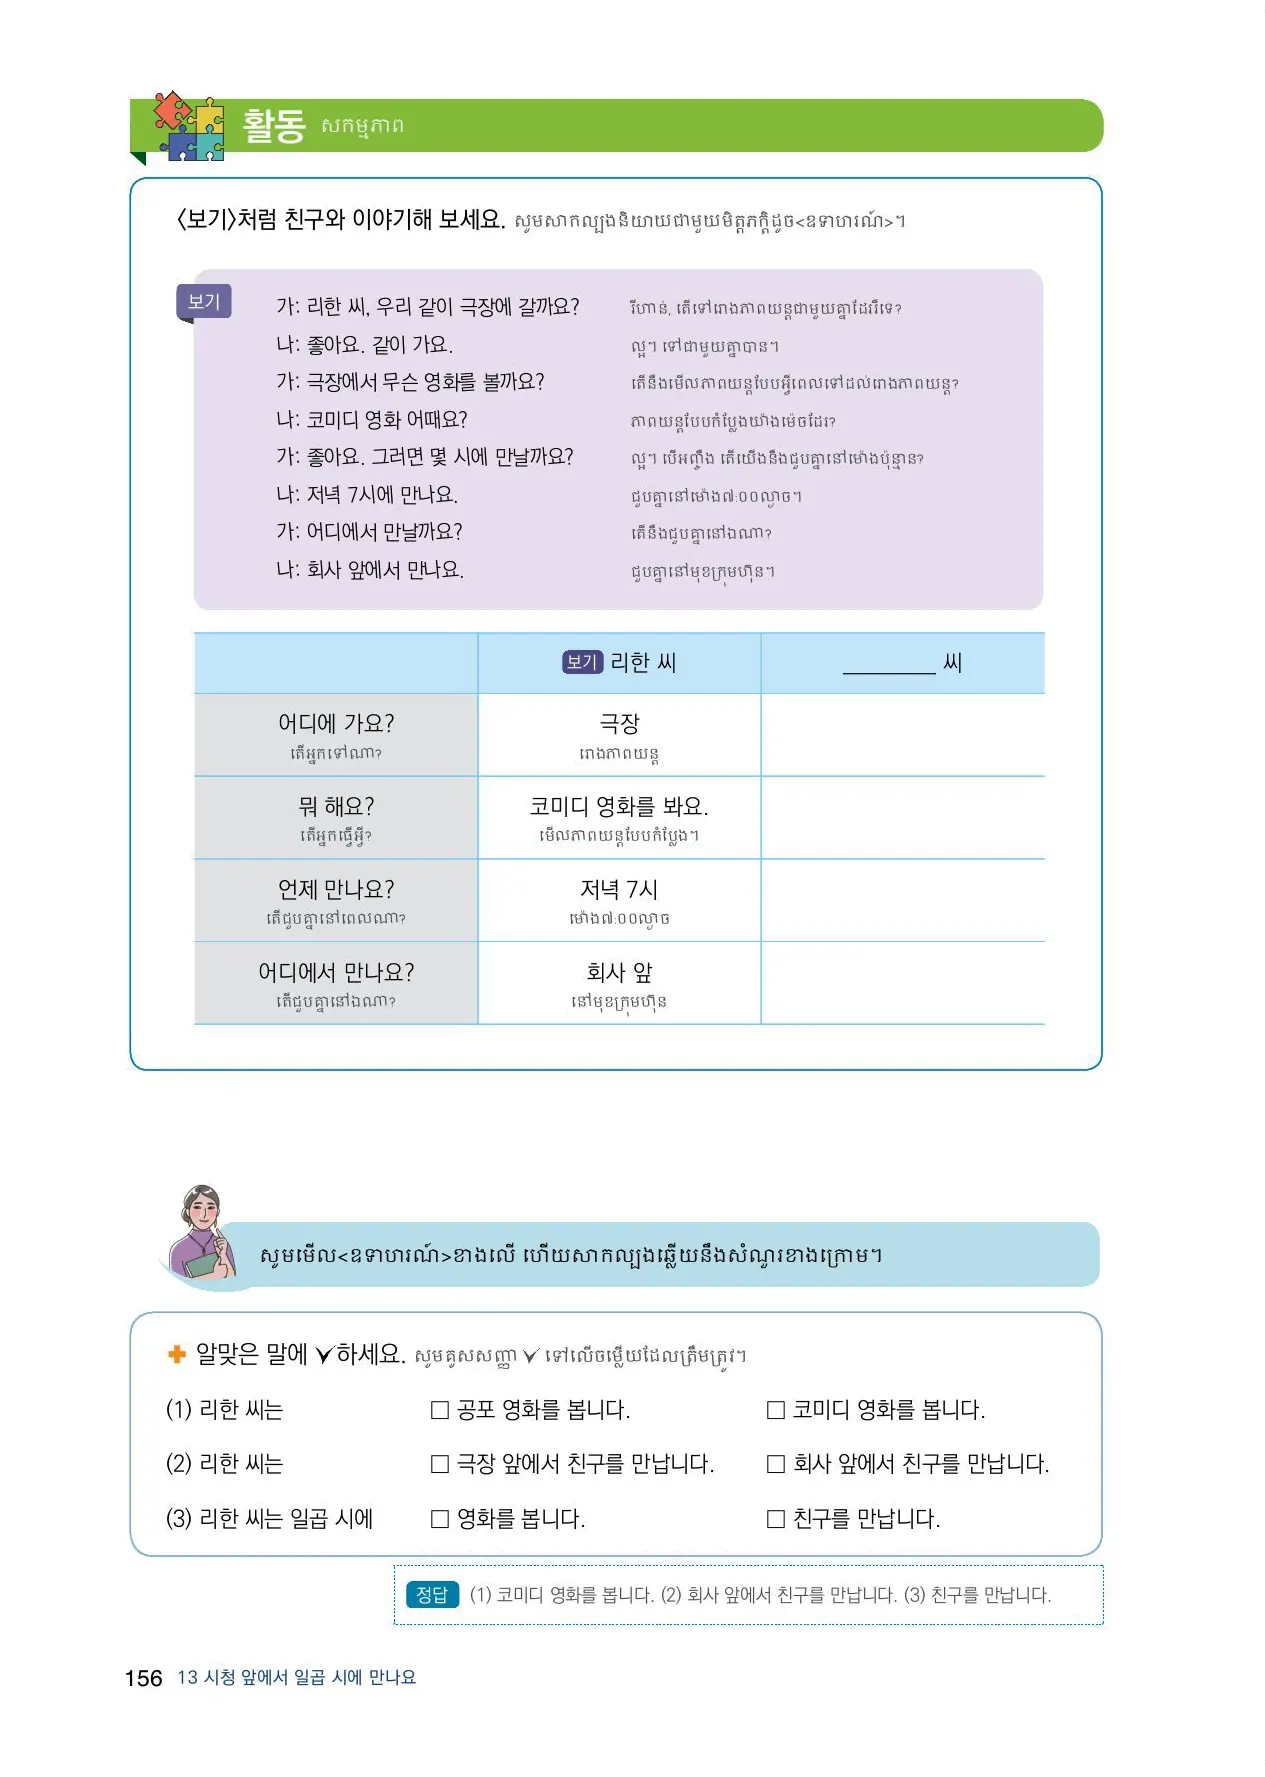 활동 សកម្មភាព
〈보기〉처럼 친구와 이야기해 보세요. សូមសាកល្បងនិយាយជាមួយមិត្តភក្តិដូច<ឧទាហរណ៍>។
보기
가: 리한 씨, 우리 같이 극장에 갈까요? រីហាន់, តើទៅរោងភាពយន្តជាមួយគ្នាដែររឺទេ?
나: 좋아요. 같이 가요. ល្អ។ ទៅជាមួយគ្នាបាន។
가: 극장에서 무슨 영화를 볼까요? តើនឹងមើលភាពយន្តបែបអ្វីពេលទៅដល់រោងភាពយន្ត?
나: 코미디 영화 어때요? ភាពយន្តបែបកំប្លែងយ៉ាងម៉េចដែរ?
가: 좋아요. 그러면 몇 시에 만날까요? ល្អ។ បើអញ្ចឹង តើយើងនឹងជួបគ្នានៅម៉ោងប៉ុន្មាន?
나: 저녁 7시에 만나요. ជួបគ្នានៅម៉ោង៧:០០ល្ងាច។
가: 어디에서 만날까요? តើនឹងជួបគ្នានៅឯណា?
나: 회사 앞에서 만나요. ជួបគ្នានៅមុខក្រុមហ៊ុន។
보기 리한 씨 ________ 씨
어디에 가요? 극장
តើអ្នកទៅណា? រោងភាពយន្ត
뭐 해요? 코미디 영화를 봐요.
តើអ្នកធ្វើអ្វី? មើលភាពយន្តបែបកំប្លែង។
언제 만나요? 저녁 7시
តើជួបគ្នានៅពេលណា? ម៉ោង៧:០០ល្ងាច
어디에서 만나요? 회사 앞
តើជួបគ្នានៅឯណា? នៅមុខក្រុមហ៊ុន
សូមមើល<ឧទាហរណ៍>ខាងលើ ហើយសាកល្បងឆ្លើយនឹងសំណួរខាងក្រោម។
✚ 알맞은 말에 ✓하세요. សូមគូសសញ្ញា ✓ ទៅលើចម្លើយដែលត្រឹមត្រូវ។
(1) 리한 씨는 □ 공포 영화를 봅니다. □ 코미디 영화를 봅니다.
(2) 리한 씨는 □ 극장 앞에서 친구를 만납니다. □ 회사 앞에서 친구를 만납니다.
(3) 리한 씨는 일곱 시에 □ 영화를 봅니다. □ 친구를 만납니다.
정답 (1) 코미디 영화를 봅니다. (2) 회사 앞에서 친구를 만납니다. (3) 친구를 만납니다.
156 13 시청 앞에서 일곱 시에 만나요